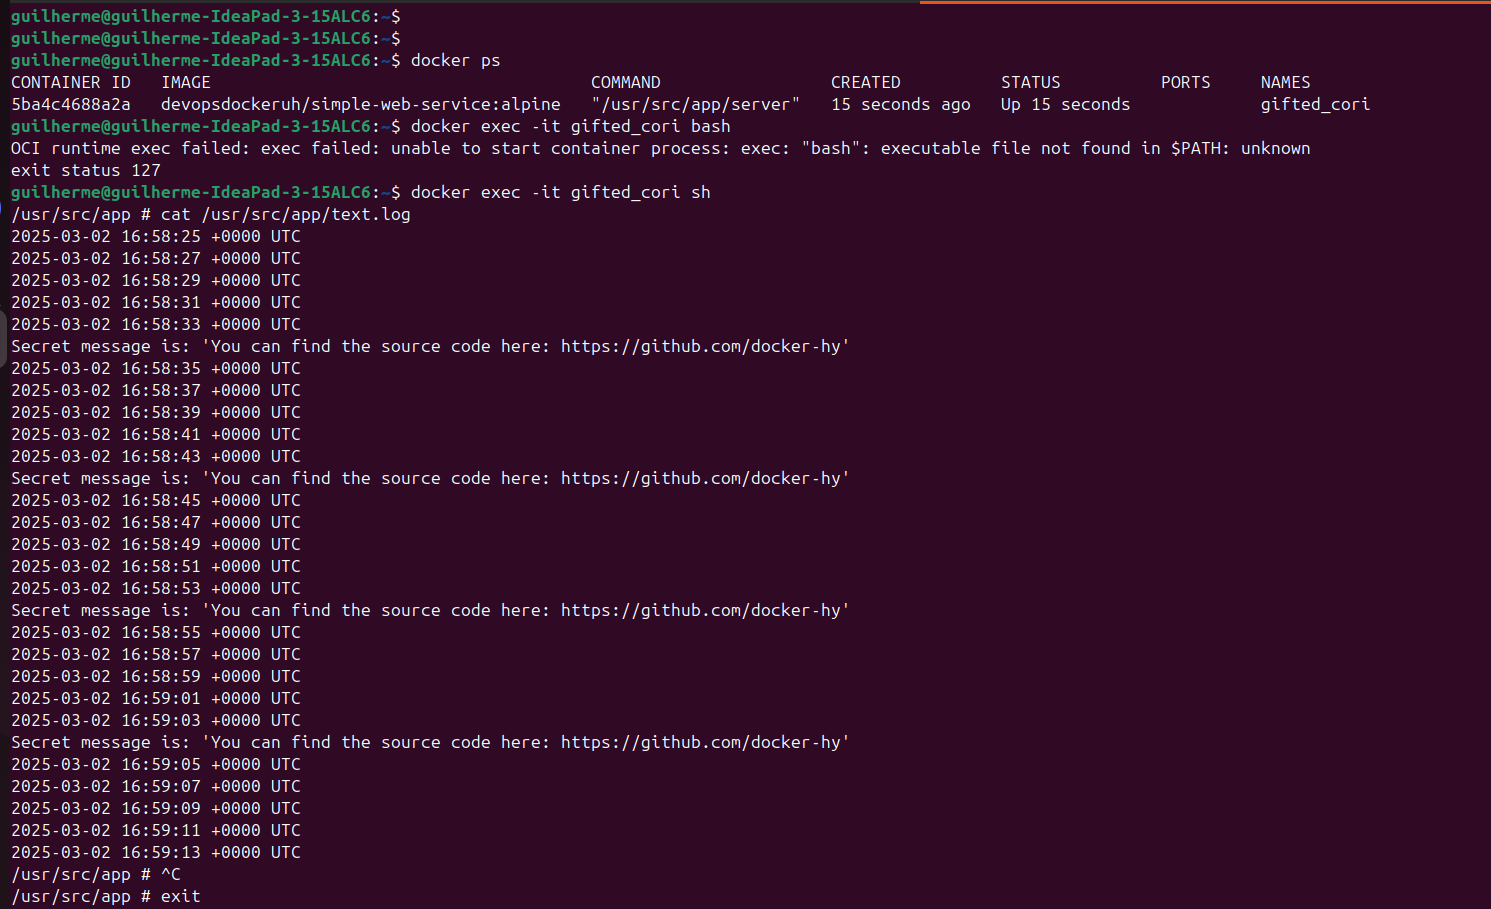 guilherme@guilherme-IdeaPad-3-15ALC6:~$
guilherme@guilherme-IdeaPad-3-15ALC6:~$
guilherme@guilherme-IdeaPad-3-15ALC6:~$ docker ps
CONTAINER ID   IMAGE                                      COMMAND                 CREATED          STATUS          PORTS     NAMES
5ba4c4688a2a   devopsdockeruh/simple-web-service:alpine   "/usr/src/app/server"   15 seconds ago   Up 15 seconds             gifted_cori
guilherme@guilherme-IdeaPad-3-15ALC6:~$ docker exec -it gifted_cori bash
OCI runtime exec failed: exec failed: unable to start container process: exec: "bash": executable file not found in $PATH: unknown
exit status 127
guilherme@guilherme-IdeaPad-3-15ALC6:~$ docker exec -it gifted_cori sh
/usr/src/app # cat /usr/src/app/text.log
2025-03-02 16:58:25 +0000 UTC
2025-03-02 16:58:27 +0000 UTC
2025-03-02 16:58:29 +0000 UTC
2025-03-02 16:58:31 +0000 UTC
2025-03-02 16:58:33 +0000 UTC
Secret message is: 'You can find the source code here: https://github.com/docker-hy'
2025-03-02 16:58:35 +0000 UTC
2025-03-02 16:58:37 +0000 UTC
2025-03-02 16:58:39 +0000 UTC
2025-03-02 16:58:41 +0000 UTC
2025-03-02 16:58:43 +0000 UTC
Secret message is: 'You can find the source code here: https://github.com/docker-hy'
2025-03-02 16:58:45 +0000 UTC
2025-03-02 16:58:47 +0000 UTC
2025-03-02 16:58:49 +0000 UTC
2025-03-02 16:58:51 +0000 UTC
2025-03-02 16:58:53 +0000 UTC
Secret message is: 'You can find the source code here: https://github.com/docker-hy'
2025-03-02 16:58:55 +0000 UTC
2025-03-02 16:58:57 +0000 UTC
2025-03-02 16:58:59 +0000 UTC
2025-03-02 16:59:01 +0000 UTC
2025-03-02 16:59:03 +0000 UTC
Secret message is: 'You can find the source code here: https://github.com/docker-hy'
2025-03-02 16:59:05 +0000 UTC
2025-03-02 16:59:07 +0000 UTC
2025-03-02 16:59:09 +0000 UTC
2025-03-02 16:59:11 +0000 UTC
2025-03-02 16:59:13 +0000 UTC
/usr/src/app # ^C
/usr/src/app # exit